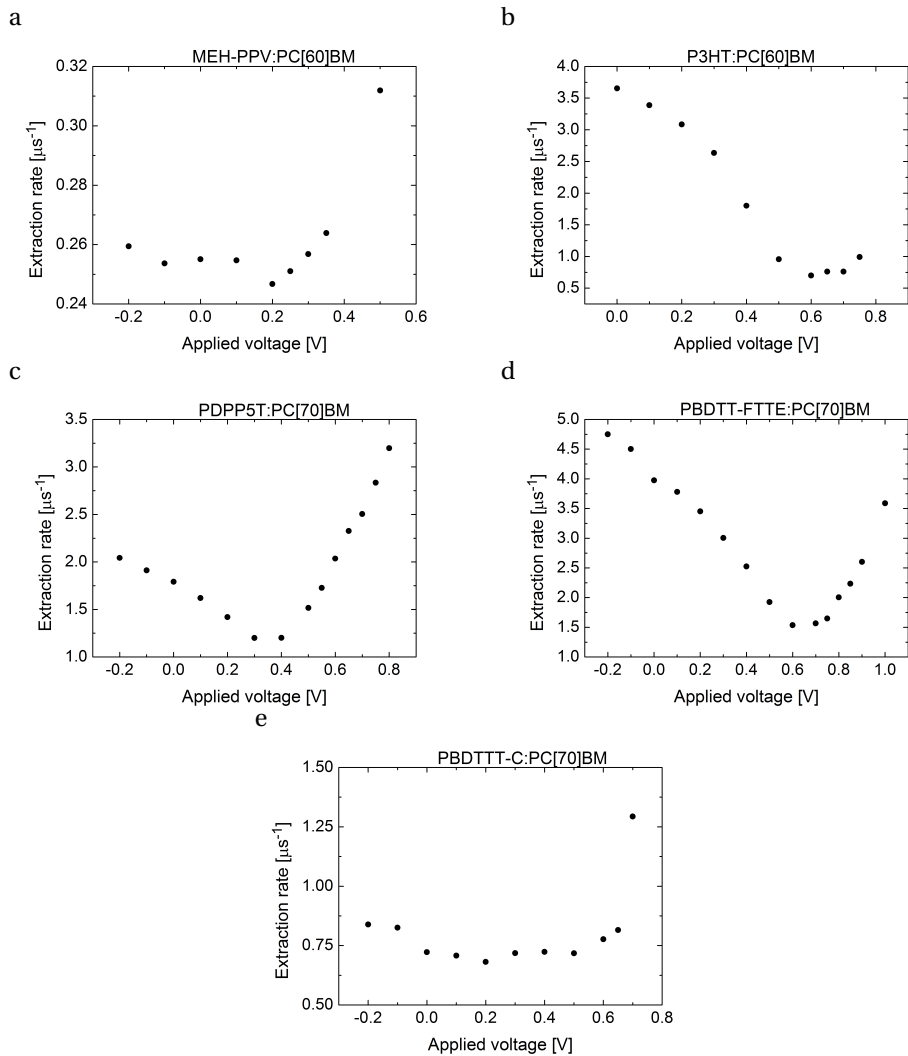 a
MEH-PPV:PC[60]BM
0.32
0.30
0.28
0.26
0.24
Extraction rate [μs⁻¹]
-0.2 0.0 0.2 0.4 0.6
Applied voltage [V]
b
P3HT:PC[60]BM
4.0
3.5
3.0
2.5
2.0
1.5
1.0
0.5
Extraction rate [μs⁻¹]
0.0 0.2 0.4 0.6 0.8
Applied voltage [V]
c
PDPP5T:PC[70]BM
3.5
3.0
2.5
2.0
1.5
1.0
Extraction rate [μs⁻¹]
-0.2 0.0 0.2 0.4 0.6 0.8
Applied voltage [V]
d
PBDTT-FTTE:PC[70]BM
5.0
4.5
4.0
3.5
3.0
2.5
2.0
1.5
1.0
Extraction rate [μs⁻¹]
-0.2 0.0 0.2 0.4 0.6 0.8 1.0
Applied voltage [V]
e
PBDTTT-C:PC[70]BM
1.50
1.25
1.00
0.75
0.50
Extraction rate [μs⁻¹]
-0.2 0.0 0.2 0.4 0.6 0.8
Applied voltage [V]